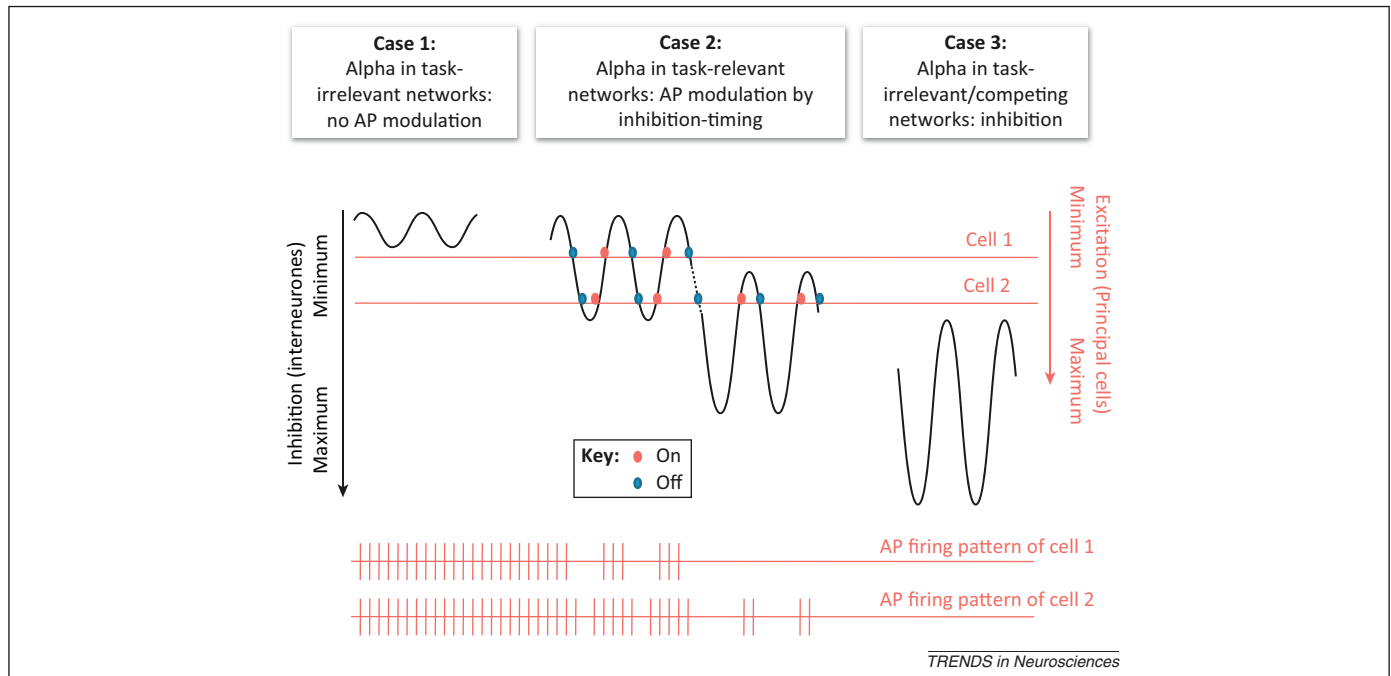 Case 1:
Alpha in task-
irrelevant networks:
no AP modulation
Case 2:
Alpha in task-relevant
networks: AP modulation by
inhibition-timing
Case 3:
Alpha in task-
irrelevant/competing
networks: inhibition
Inhibition (interneurones)
Minimum
Maximum
Cell 1
Cell 2
Excitation (Principal cells)
Minimum
Maximum
Key:
On
Off
AP firing pattern of cell 1
AP firing pattern of cell 2
TRENDS in Neurosciences